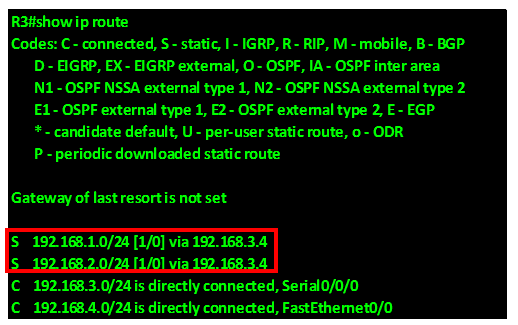 R3#show ip route
Codes: C - connected, S - static, I - IGRP, R - RIP, M - mobile, B - BGP
D - EIGRP, EX - EIGRP external, O - OSPF, IA - OSPF inter area
N1 - OSPF NSSA external type 1, N2 - OSPF NSSA external type 2
E1 - OSPF external type 1, E2 - OSPF external type 2, E - EGP
* - candidate default, U - per-user static route, o - ODR
P - periodic downloaded static route
Gateway of last resort is not set
S 192.168.1.0/24 [1/0] via 192.168.3.4
S 192.168.2.0/24 [1/0] via 192.168.3.4
C 192.168.3.0/24 is directly connected, Serial0/0/0
C 192.168.4.0/24 is directly connected, FastEthernet0/0